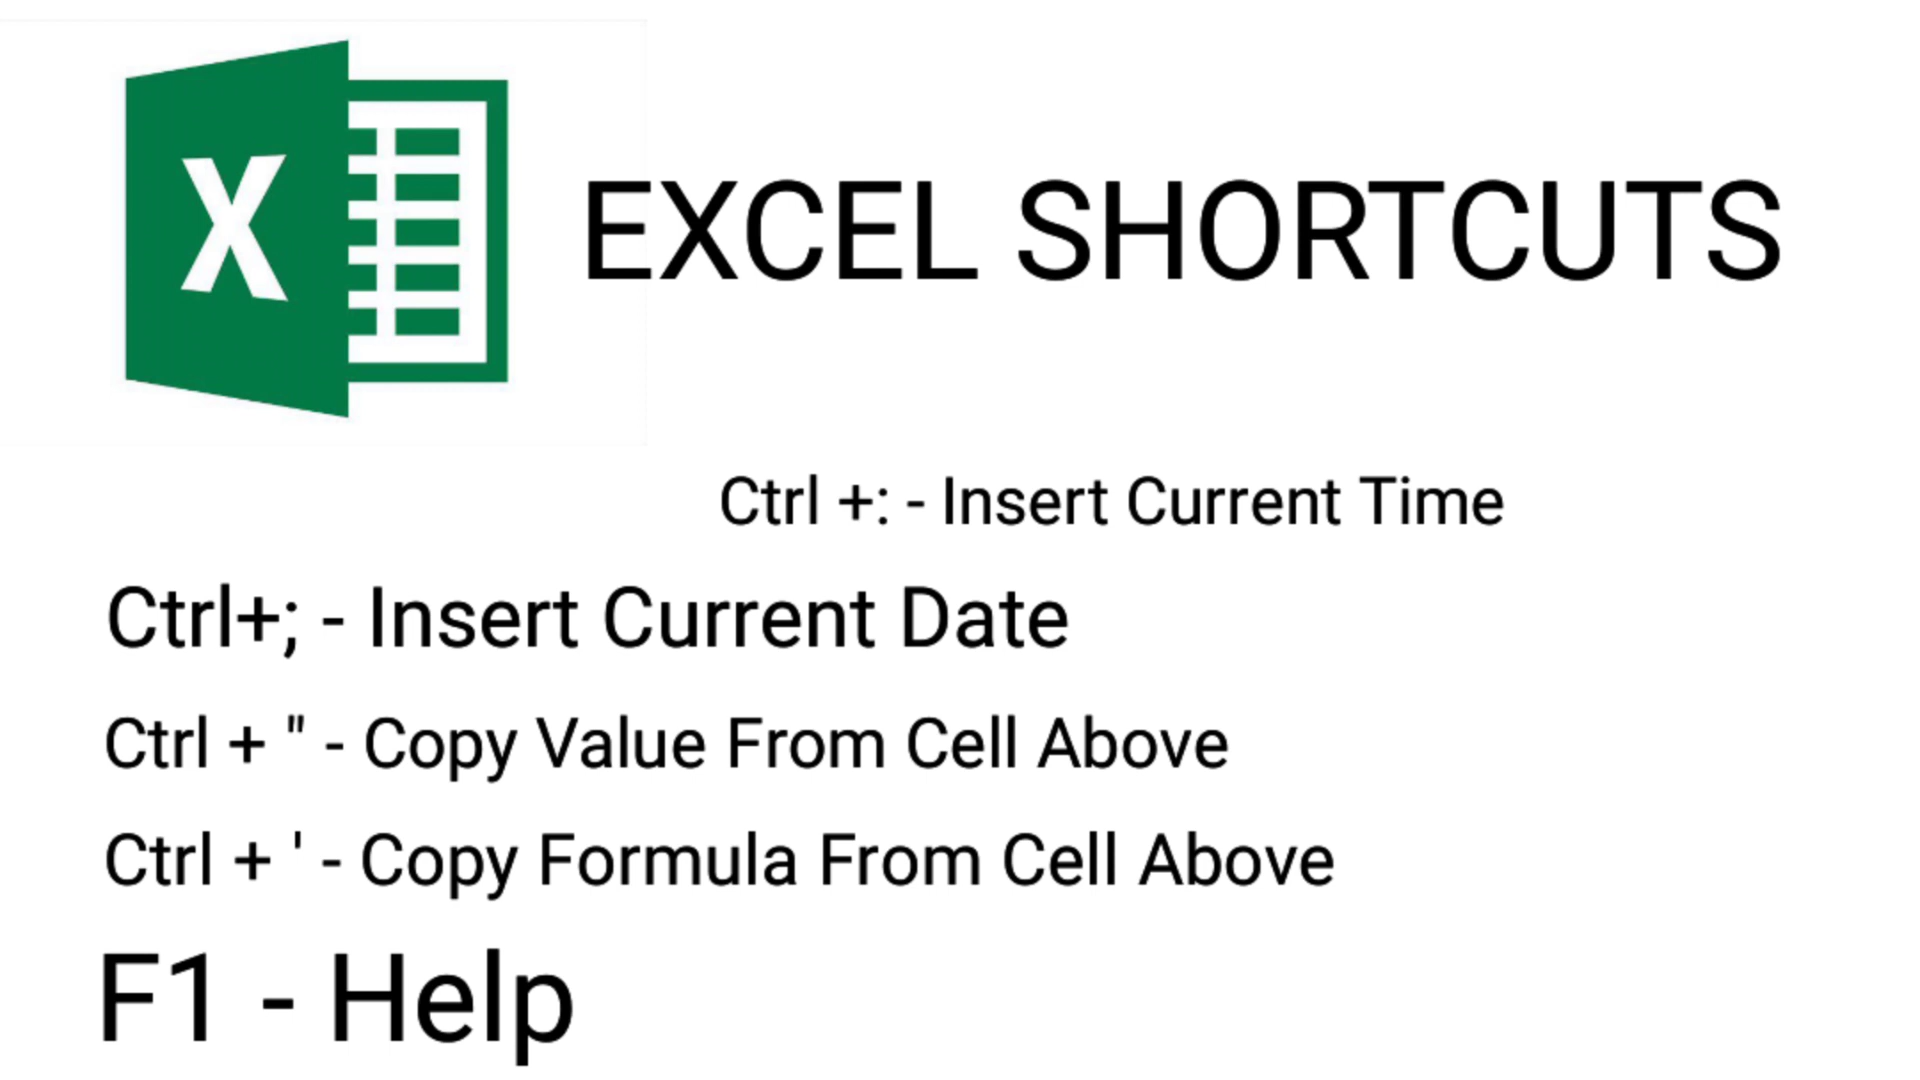 X
EXCEL SHORTCUTS
Ctrl +: - Insert Current Time
Ctrl+; - Insert Current Date
Ctrl + " - Copy Value From Cell Above
Ctrl + ' - Copy Formula From Cell Above
F1 - Help